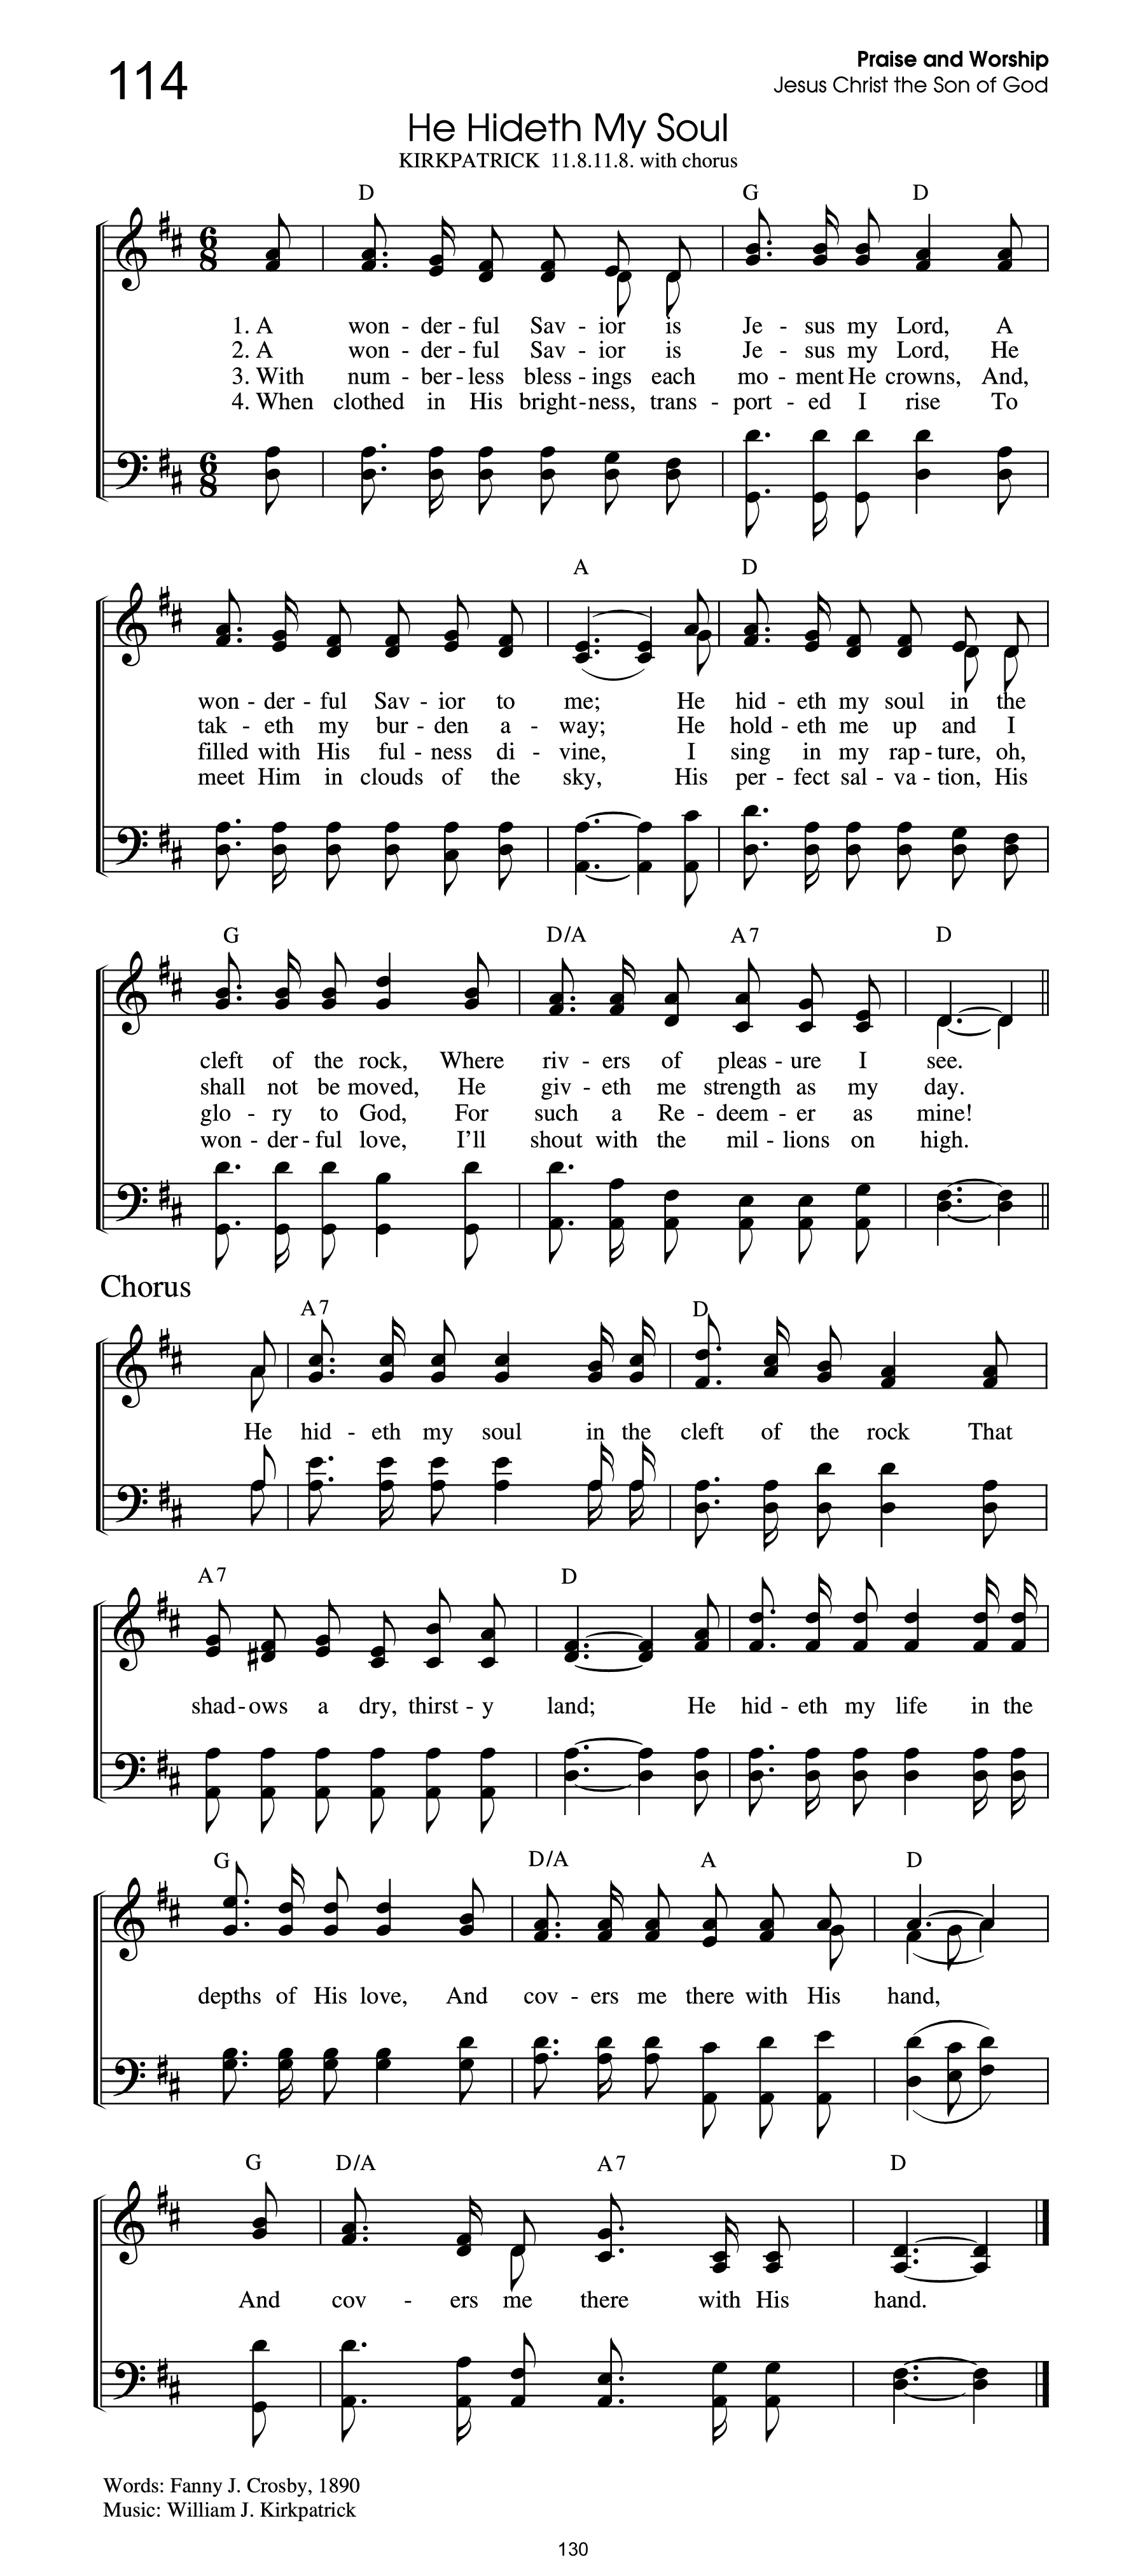 114
Praise and Worship
Jesus Christ the Son of God
He Hideth My Soul
KIRKPATRICK 11.8.11.8. with chorus
D G D
6 8
1. A won - der - ful Sav - ior is Je - sus my Lord, A
2. A won - der - ful Sav - ior is Je - sus my Lord, He
3. With num - ber - less bless - ings each mo - ment He crowns, And,
4. When clothed in His bright - ness, trans - port - ed I rise To
6 8
A D
won - der - ful Sav - ior to me; He hid - eth my soul in the
tak - eth my bur - den a - way; He hold - eth me up and I
filled with His ful - ness di - vine, I sing in my rap - ture, oh,
meet Him in clouds of the sky, His per - fect sal - va - tion, His
G D/A A7 D
cleft of the rock, Where riv - ers of pleas - ure I see.
shall not be moved, He giv - eth me strength as my day.
glo - ry to God, For such a Re - deem - er as mine!
won - der - ful love, I’ll shout with the mil - lions on high.
Chorus
A7 D
He hid - eth my soul in the cleft of the rock That
A7 D
shad - ows a dry, thirst - y land; He hid - eth my life in the
G D/A A D
depths of His love, And cov - ers me there with His hand,
G D/A A7 D
And cov - ers me there with His hand.
Words: Fanny J. Crosby, 1890
Music: William J. Kirkpatrick
130